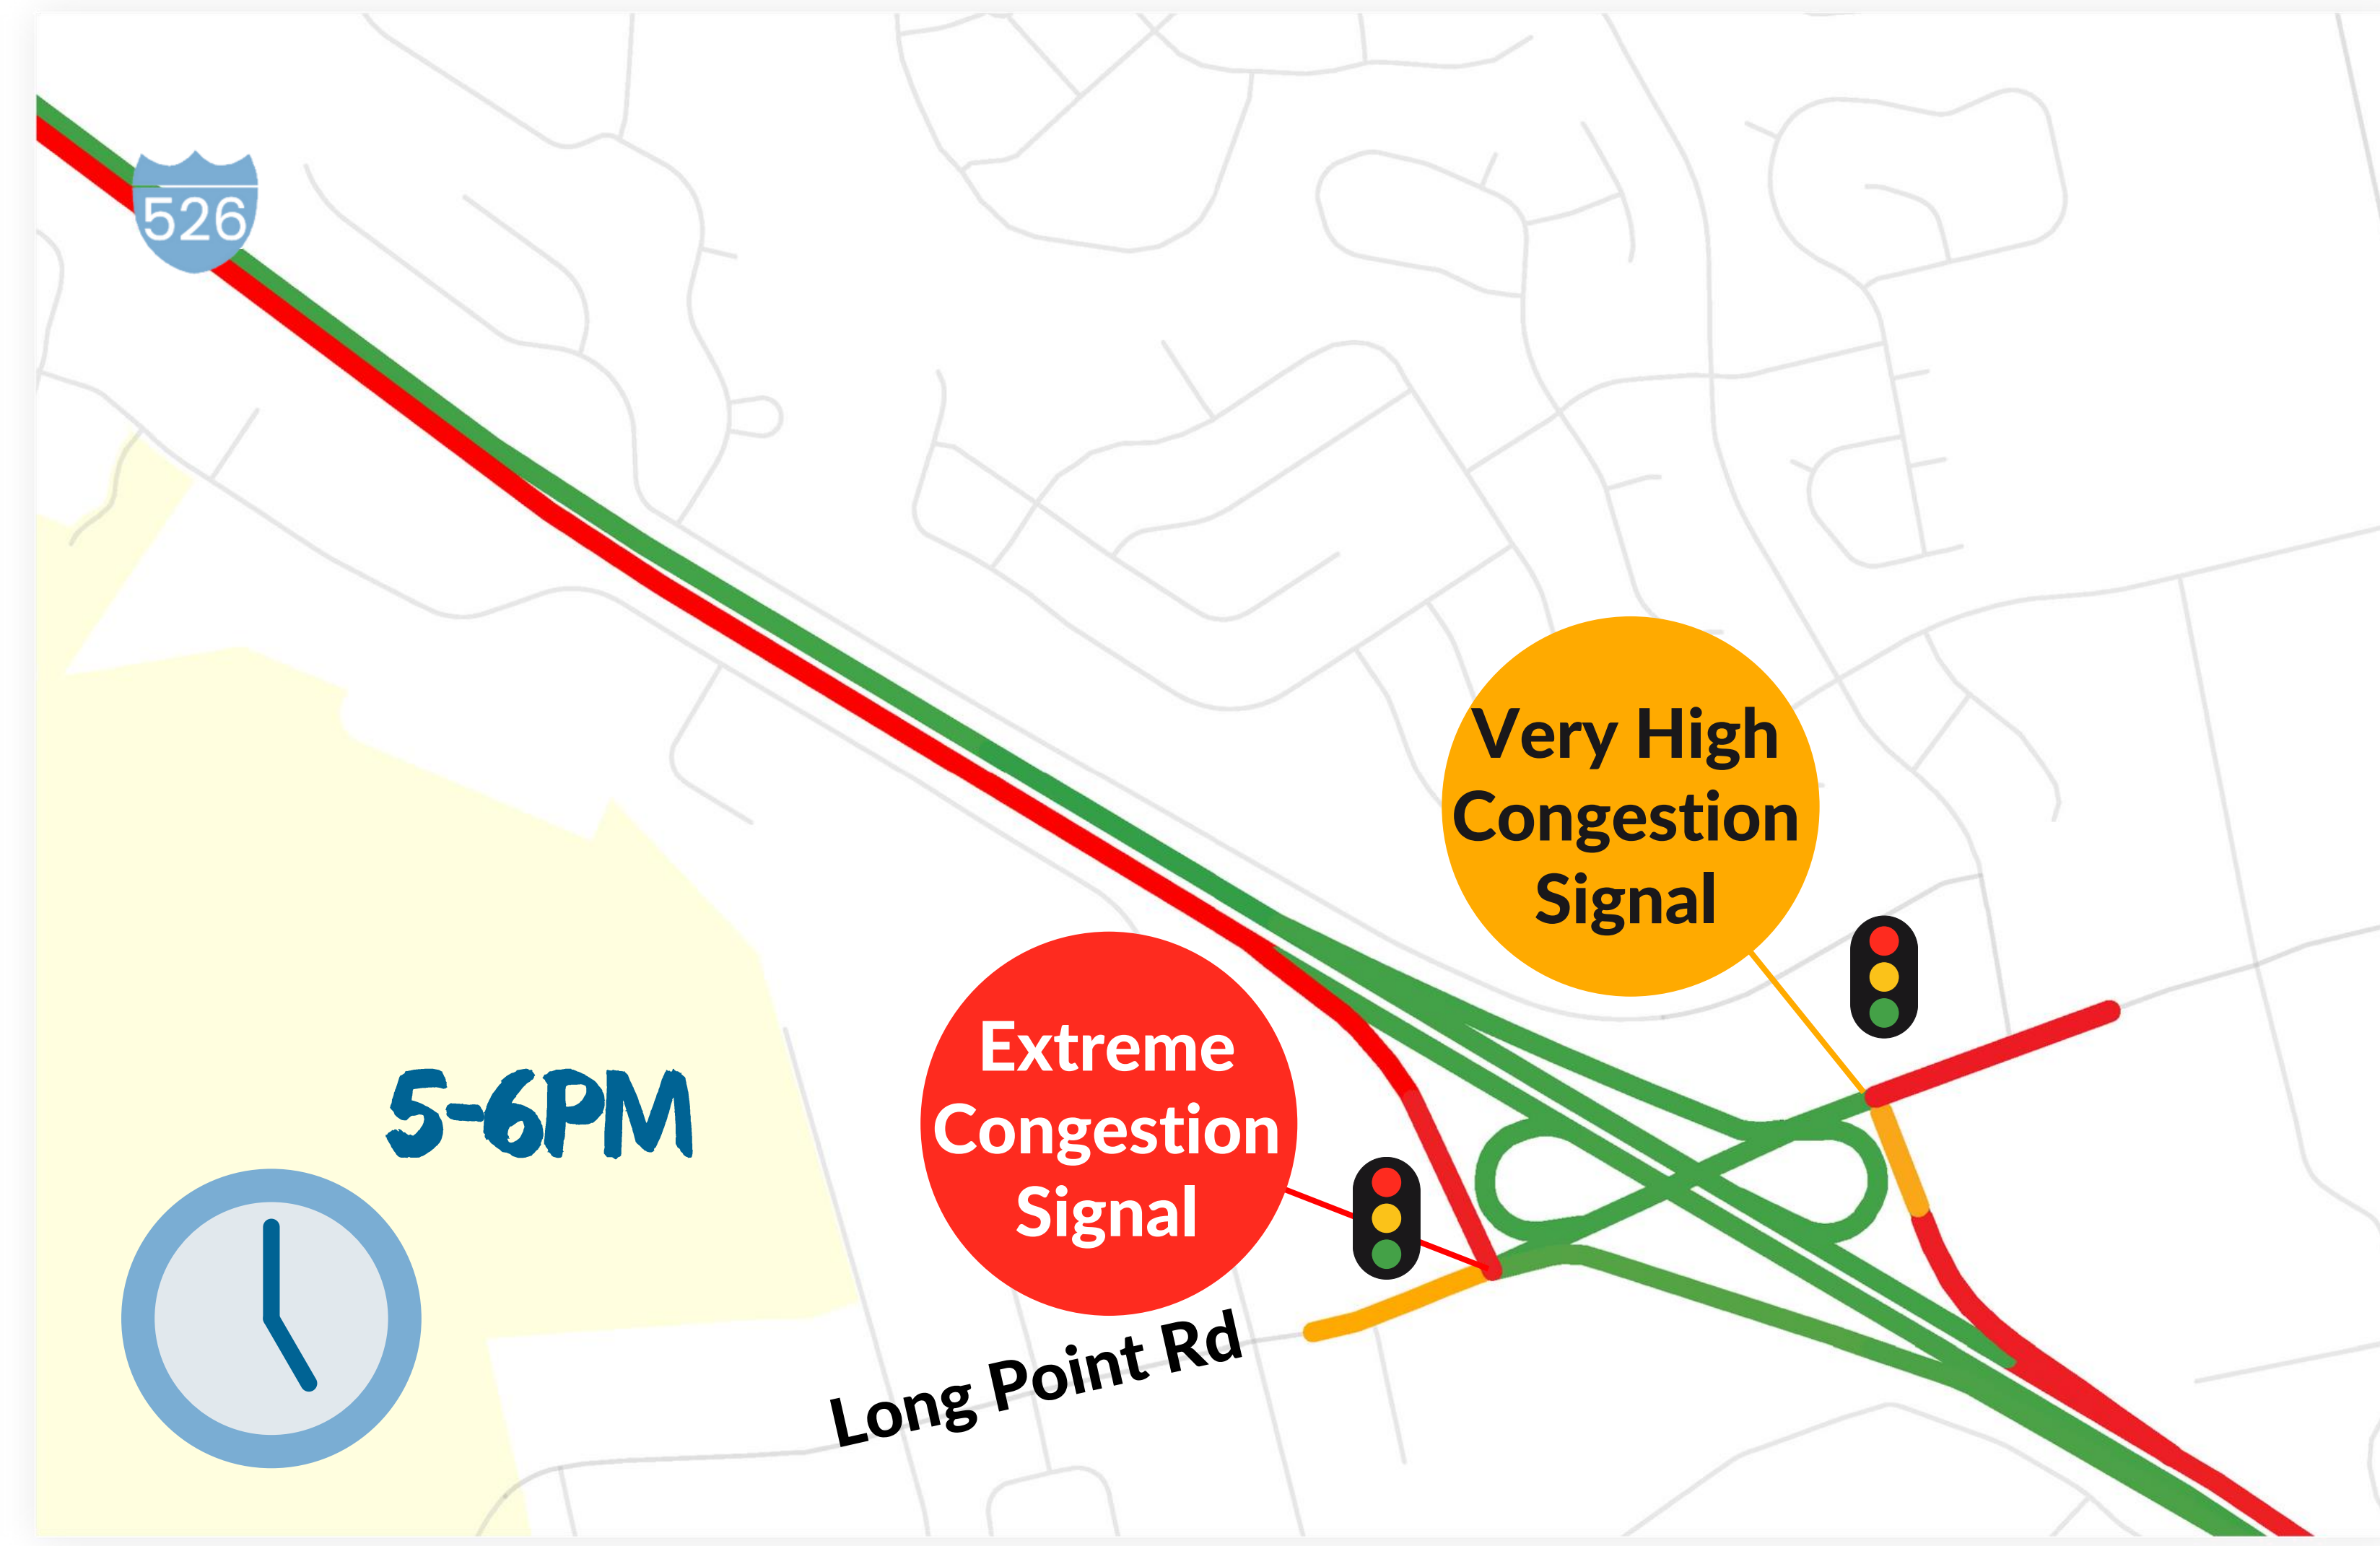 526
Very High
Congestion
Signal
Extreme
Congestion
Signal
5-6PM
Long Point Rd